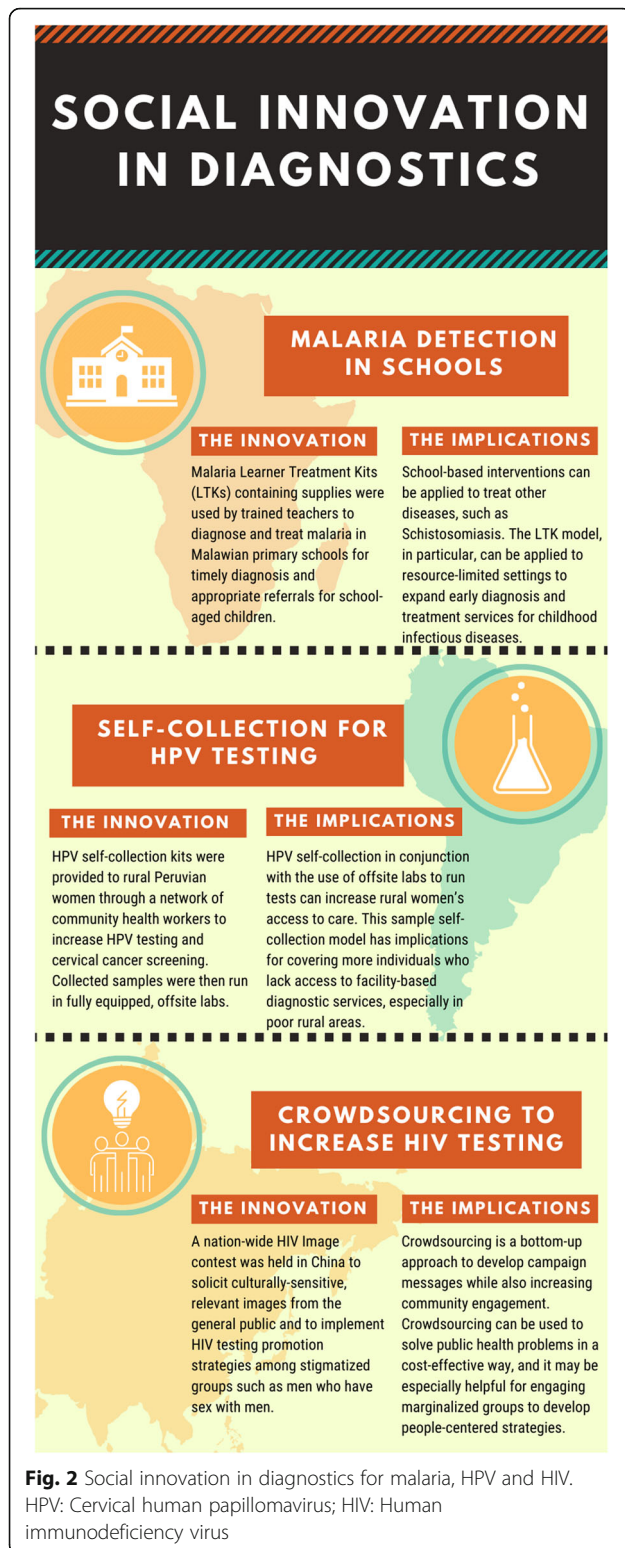 SOCIAL INNOVATION
IN DIAGNOSTICS
MALARIA DETECTION
IN SCHOOLS
THE INNOVATION
Malaria Learner Treatment Kits
(LTKs) containing supplies were
used by trained teachers to
diagnose and treat malaria in
Malawian primary schools for
timely diagnosis and
appropriate referrals for school-
aged children.
THE IMPLICATIONS
School-based interventions can
be applied to treat other
diseases, such as
Schistosomiasis. The LTK model,
in particular, can be applied to
resource-limited settings to
expand early diagnosis and
treatment services for childhood
infectious diseases.
SELF-COLLECTION FOR
HPV TESTING
THE INNOVATION
HPV self-collection kits were
provided to rural Peruvian
women through a network of
community health workers to
increase HPV testing and
cervical cancer screening.
Collected samples were then run
in fully equipped, offsite labs.
THE IMPLICATIONS
HPV self-collection in conjunction
with the use of offsite labs to run
tests can increase rural women's
access to care. This sample self-
collection model has implications
for covering more individuals who
lack access to facility-based
diagnostic services, especially in
poor rural areas.
CROWDSOURCING TO
INCREASE HIV TESTING
THE INNOVATION
A nation-wide HIV Image
contest was held in China to
solicit culturally-sensitive,
relevant images from the
general public and to implement
HIV testing promotion
strategies among stigmatized
groups such as men who have
sex with men.
THE IMPLICATIONS
Crowdsourcing is a bottom-up
approach to develop campaign
messages while also increasing
community engagement.
Crowdsourcing can be used to
solve public health problems in a
cost-effective way, and it may be
especially helpful for engaging
marginalized groups to develop
people-centered strategies.
Fig. 2 Social innovation in diagnostics for malaria, HPV and HIV.
HPV: Cervical human papillomavirus; HIV: Human
immunodeficiency virus